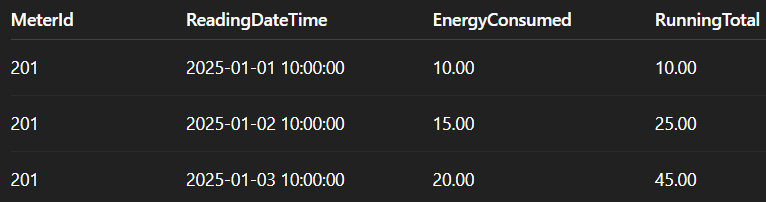 MeterId ReadingDateTime EnergyConsumed RunningTotal
201 2025-01-01 10:00:00 10.00 10.00
201 2025-01-02 10:00:00 15.00 25.00
201 2025-01-03 10:00:00 20.00 45.00